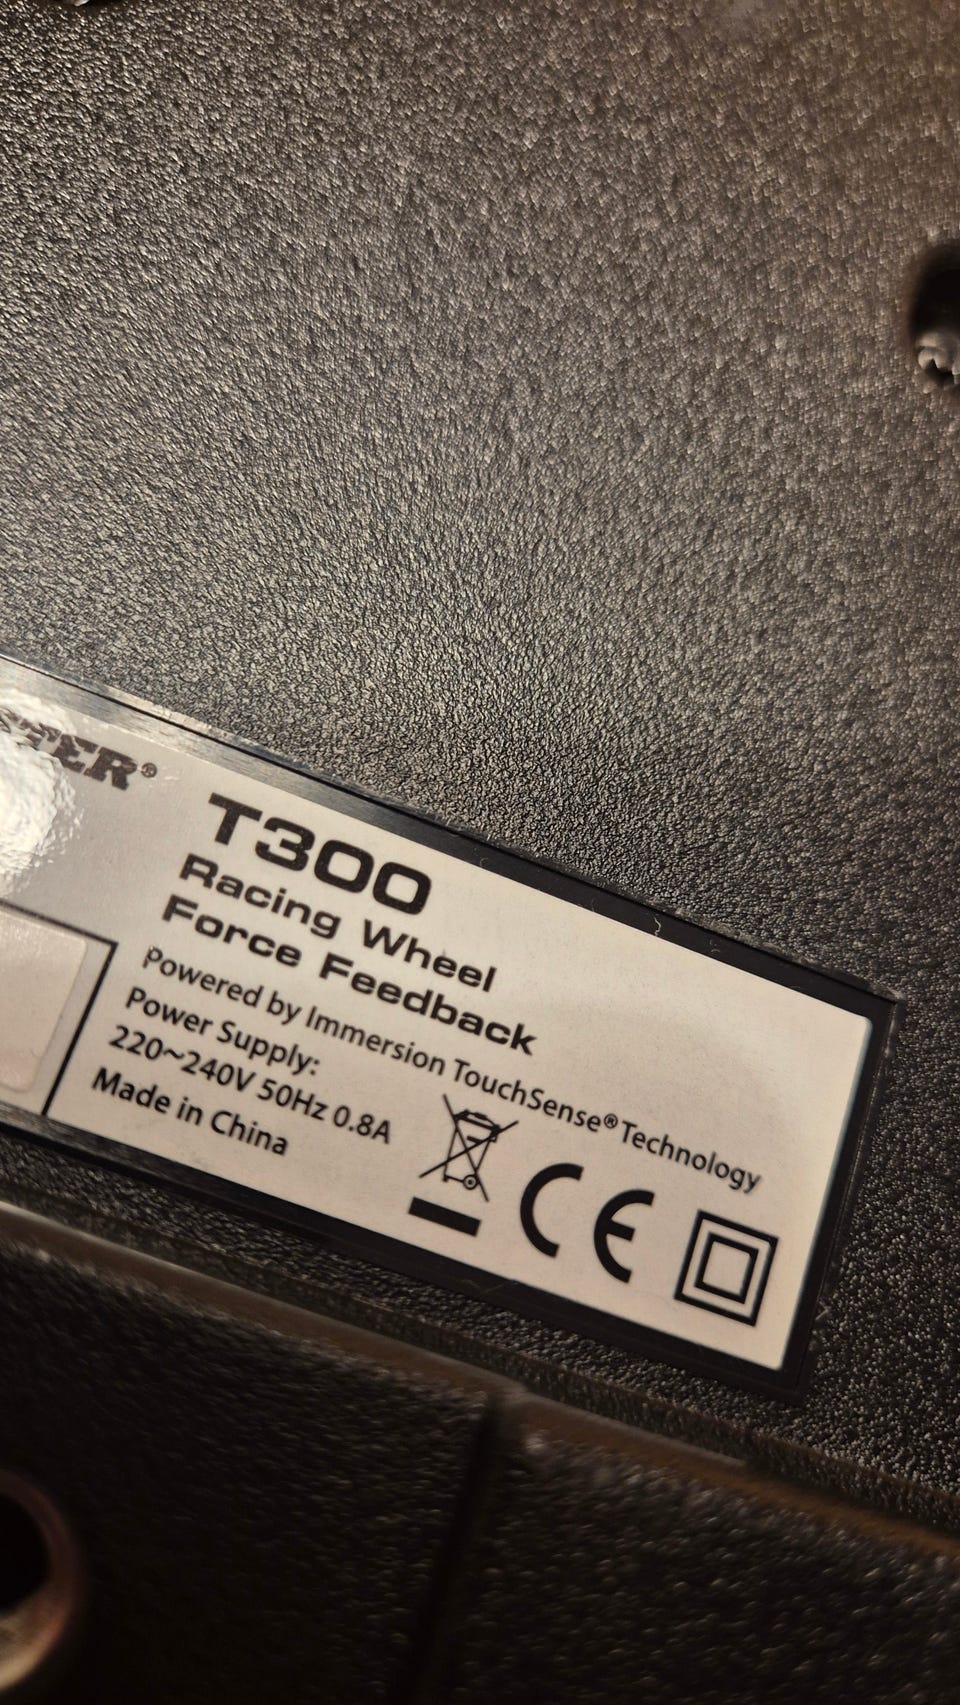 T300
Racing Wheel
Force Feedback
Powered by Immersion TouchSense® Technology
Power Supply:
220~240V 50Hz 0.8A
Made in China
CE